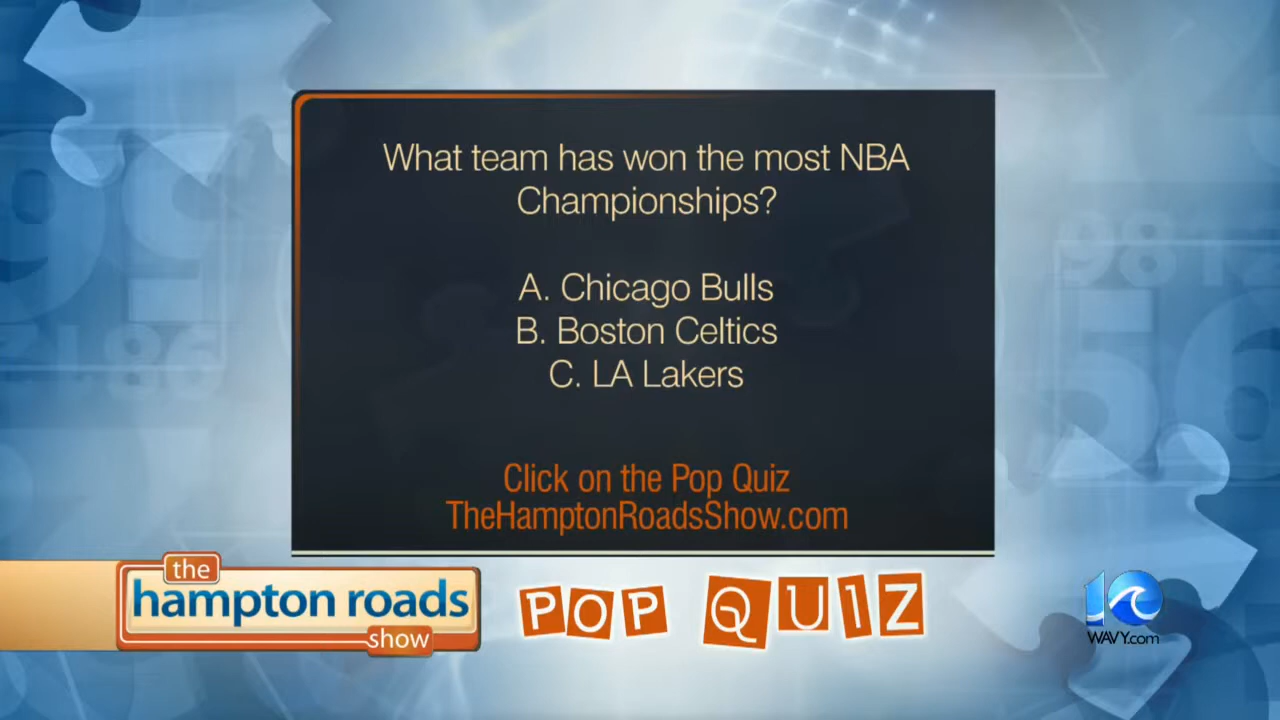 What team has won the most NBA
Championships?
A. Chicago Bulls
B. Boston Celtics
C. LA Lakers
Click on the Pop Quiz
TheHamptonRoadsShow.com
the
hampton roads
show
POP QUIZ
10
WAVY.com